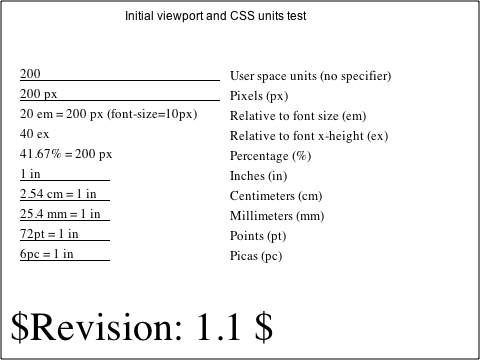 Initial viewport and CSS units test
200 User space units (no specifier)
200 px Pixels (px)
20 em = 200 px (font-size=10px) Relative to font size (em)
40 ex Relative to font x-height (ex)
41.67% = 200 px Percentage (%)
1 in Inches (in)
2.54 cm = 1 in Centimeters (cm)
25.4 mm = 1 in Millimeters (mm)
72pt = 1 in Points (pt)
6pc = 1 in Picas (pc)
$Revision: 1.1 $